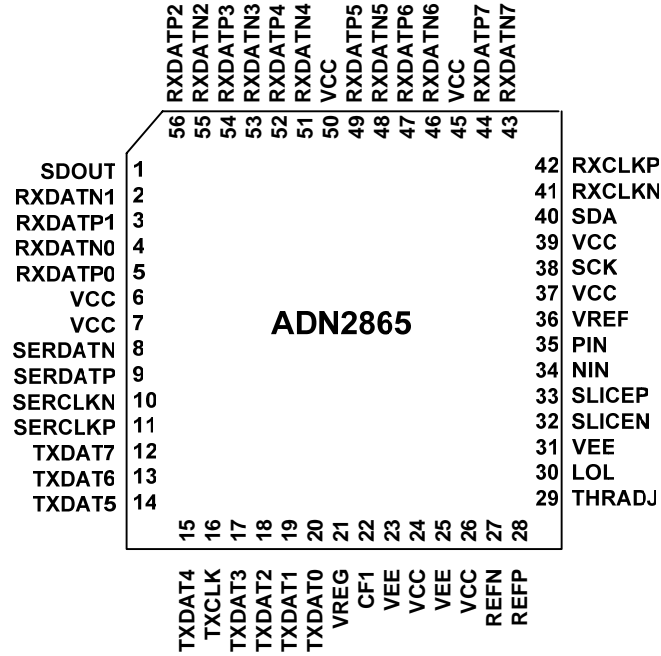 RXDATP2
RXDATN2
RXDATP3
RXDATN3
RXDATP4
RXDATN4
VCC
RXDATP5
RXDATN5
RXDATP6
RXDATN6
VCC
RXDATP7
RXDATN7
56
55
54
53
52
51
50
49
48
47
46
45
44
43
SDOUT 1
RXDATN1 2
RXDATP1 3
RXDATN0 4
RXDATP0 5
VCC 6
VCC 7
SERDATN 8
SERDATP 9
SERCLKN 10
SERCLKP 11
TXDAT7 12
TXDAT6 13
TXDAT5 14
ADN2865
42 RXCLKP
41 RXCLKN
40 SDA
39 VCC
38 SCK
37 VCC
36 VREF
35 PIN
34 NIN
33 SLICEP
32 SLICEN
31 VEE
30 LOL
29 THRADJ
15
16
17
18
19
20
21
22
23
24
25
26
27
28
TXDAT4
TXCLK
TXDAT3
TXDAT2
TXDAT1
TXDAT0
VREG
CF1
VEE
VCC
VEE
VCC
REFN
REFP